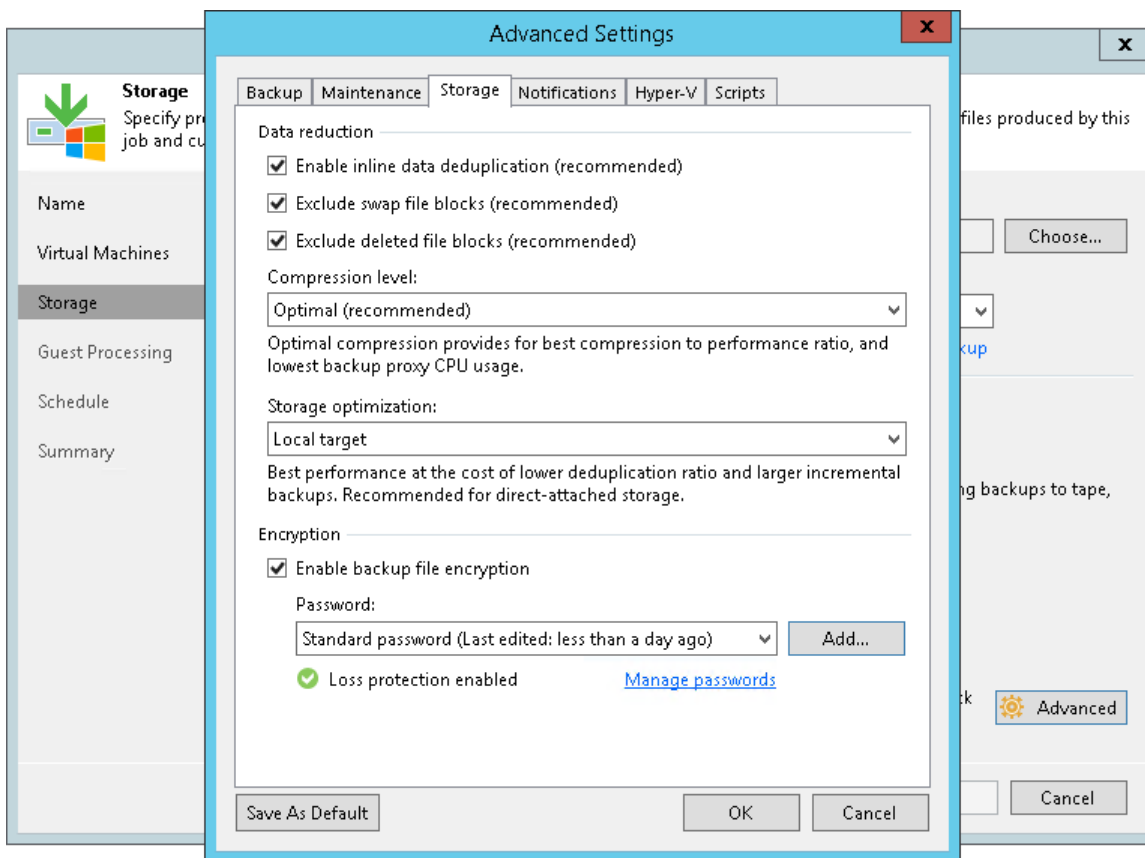 Advanced Settings
x
x
Storage
Specify pr
files produced by this
job and cu
Name
Virtual Machines
Storage
Guest Processing
Schedule
Summary
Choose...
kup
ng backups to tape,
Advanced
Cancel
Backup
Maintenance
Storage
Notifications
Hyper-V
Scripts
Data reduction
Enable inline data deduplication (recommended)
Exclude swap file blocks (recommended)
Exclude deleted file blocks (recommended)
Compression level:
Optimal (recommended)
Optimal compression provides for best compression to performance ratio, and
lowest backup proxy CPU usage.
Storage optimization:
Local target
Best performance at the cost of lower deduplication ratio and larger incremental
backups. Recommended for direct-attached storage.
Encryption
Enable backup file encryption
Password:
Standard password (Last edited: less than a day ago)
Add...
Loss protection enabled
Manage passwords
Save As Default
OK
Cancel